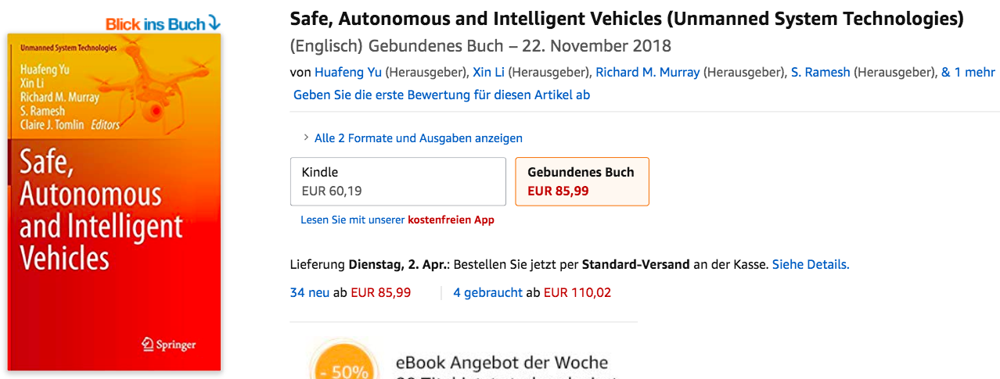 Blick ins Buch
Unmanned System Technologies
Huafeng Yu
Xin Li
Richard M. Murray
S. Ramesh
Claire J. Tomlin Editors
Safe,
Autonomous
and Intelligent
Vehicles
Springer
Safe, Autonomous and Intelligent Vehicles (Unmanned System Technologies)
(Englisch) Gebundenes Buch – 22. November 2018
von Huafeng Yu (Herausgeber), Xin Li (Herausgeber), Richard M. Murray (Herausgeber), S. Ramesh (Herausgeber), & 1 mehr
Geben Sie die erste Bewertung für diesen Artikel ab
Alle 2 Formate und Ausgaben anzeigen
Kindle
EUR 60,19
Gebundenes Buch
EUR 85,99
Lesen Sie mit unserer kostenfreien App
Lieferung Dienstag, 2. Apr.: Bestellen Sie jetzt per Standard-Versand an der Kasse. Siehe Details.
34 neu ab EUR 85,99 4 gebraucht ab EUR 110,02
- 50%
eBook Angebot der Woche